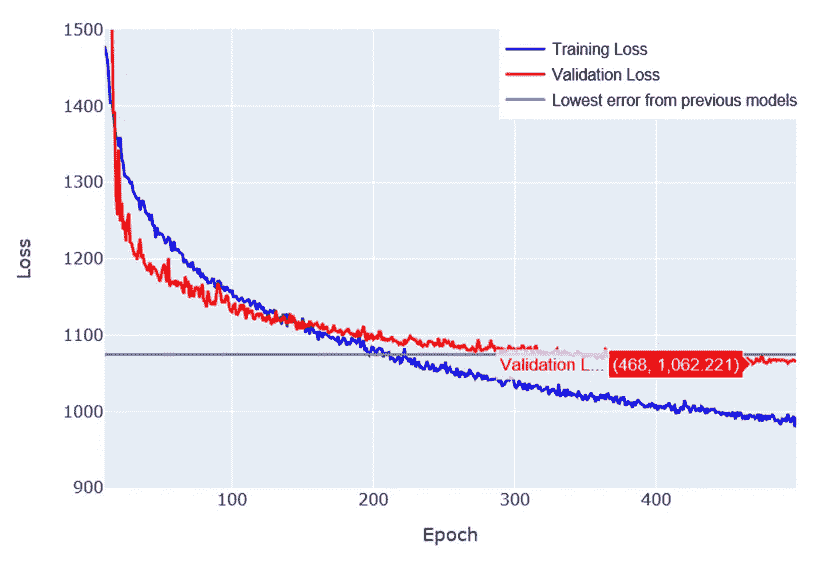 1500
Training Loss
Validation Loss
Lowest error from previous models
1400
1300
1200
Loss
1100
Validation L... (468, 1,062.221)
1000
900
100 200 300 400
Epoch